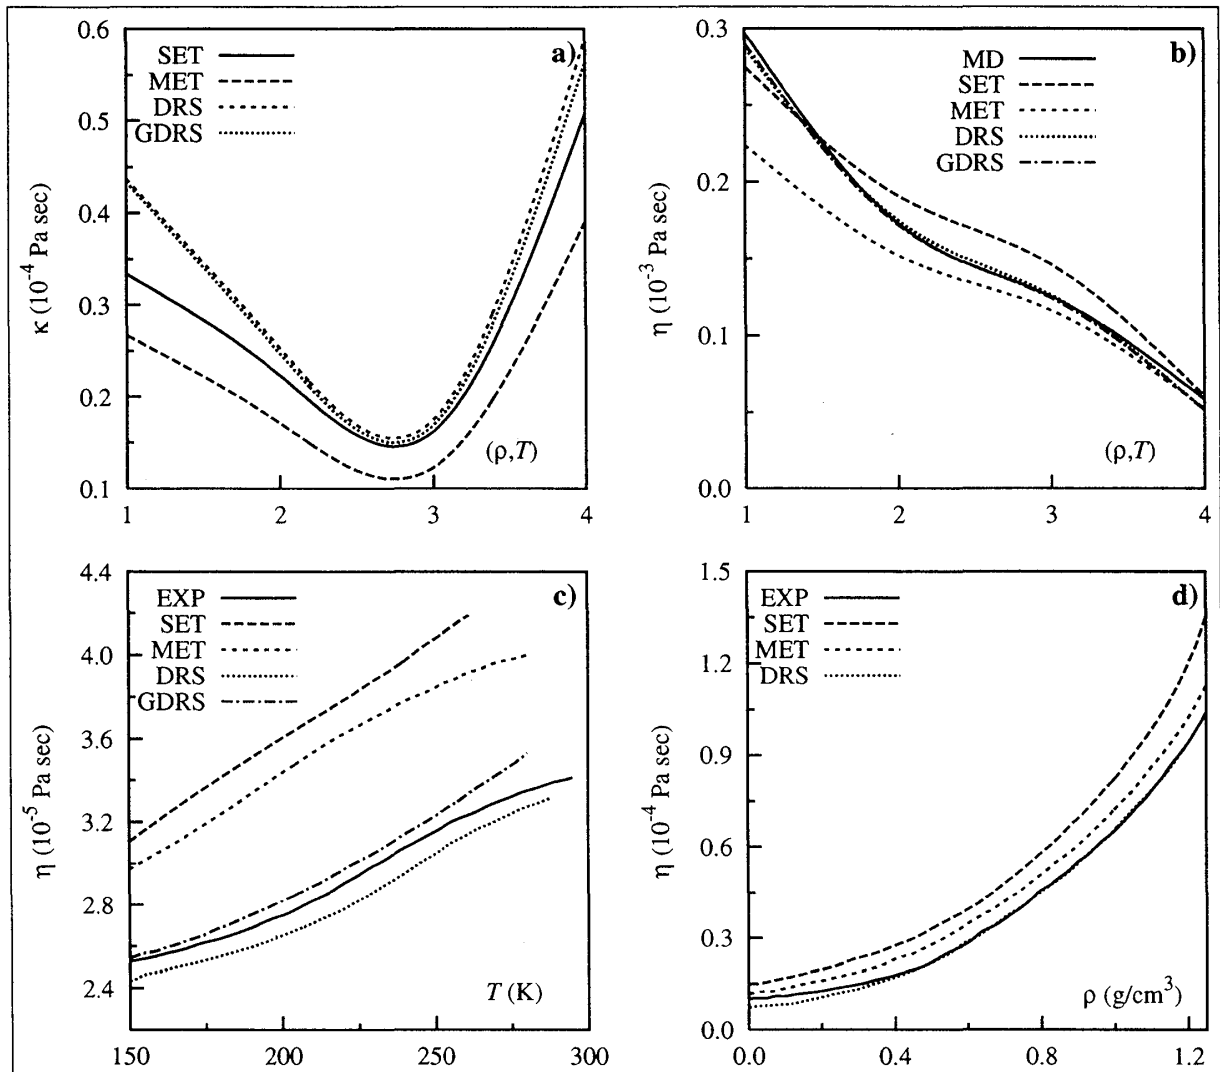 a)
SET
MET
DRS
GDRS
κ (10⁻⁴ Pa sec)
0.6
0.5
0.4
0.3
0.2
0.1
(ρ,T)
1 2 3 4
b)
MD
SET
MET
DRS
GDRS
η (10⁻³ Pa sec)
0.3
0.2
0.1
0.0
(ρ,T)
1 2 3 4
c)
EXP
SET
MET
DRS
GDRS
η (10⁻⁵ Pa sec)
4.4
4.0
3.6
3.2
2.8
2.4
T (K)
150 200 250 300
d)
EXP
SET
MET
DRS
η (10⁻⁴ Pa sec)
1.5
1.2
0.9
0.6
0.3
0.0
ρ (g/cm³)
0.0 0.4 0.8 1.2